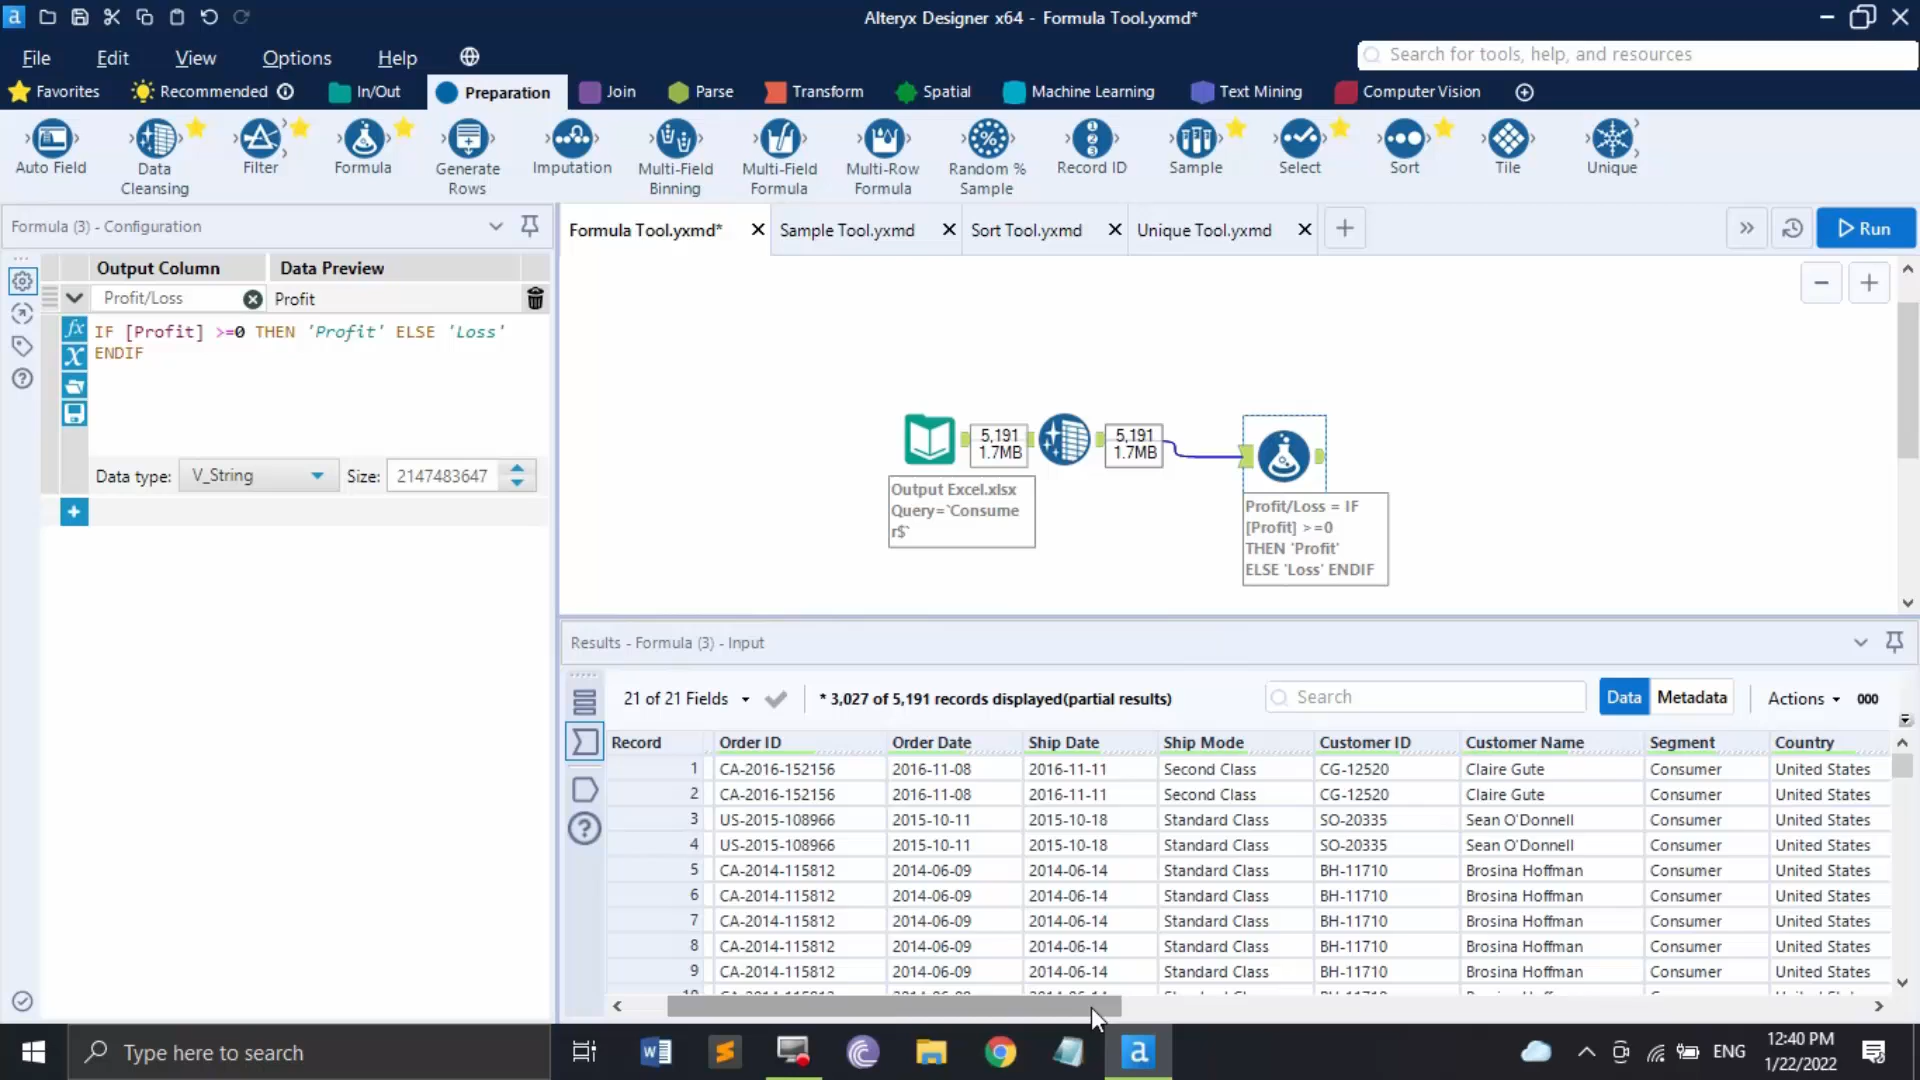 Alteryx Designer x64 - Formula Tool.yxmd*
File Edit View Options Help
Search for tools, help, and resources
Favorites Recommended In/Out Preparation Join Parse Transform Spatial Machine Learning Text Mining Computer Vision
Auto Field Data Cleansing Filter Formula Generate Rows Imputation Multi-Field Binning Multi-Field Formula Multi-Row Formula Random % Sample Record ID Sample Select Sort Tile Unique
Formula (3) - Configuration
Formula Tool.yxmd* Sample Tool.yxmd Sort Tool.yxmd Unique Tool.yxmd Run
Output Column Data Preview
Profit/Loss Profit
IF [Profit] >=0 THEN 'Profit' ELSE 'Loss'
ENDIF
Data type: V_String Size: 2147483647
5,191
1.7MB
5,191
1.7MB
Output Excel.xlsx
Query=`Consume
r$`
Profit/Loss = IF
[Profit] >=0
THEN 'Profit'
ELSE 'Loss' ENDIF
Results - Formula (3) - Input
21 of 21 Fields * 3,027 of 5,191 records displayed(partial results) Search Data Metadata Actions 000
Record Order ID Order Date Ship Date Ship Mode Customer ID Customer Name Segment Country
1 CA-2016-152156 2016-11-08 2016-11-11 Second Class CG-12520 Claire Gute Consumer United States
2 CA-2016-152156 2016-11-08 2016-11-11 Second Class CG-12520 Claire Gute Consumer United States
3 US-2015-108966 2015-10-11 2015-10-18 Standard Class SO-20335 Sean O'Donnell Consumer United States
4 US-2015-108966 2015-10-11 2015-10-18 Standard Class SO-20335 Sean O'Donnell Consumer United States
5 CA-2014-115812 2014-06-09 2014-06-14 Standard Class BH-11710 Brosina Hoffman Consumer United States
6 CA-2014-115812 2014-06-09 2014-06-14 Standard Class BH-11710 Brosina Hoffman Consumer United States
7 CA-2014-115812 2014-06-09 2014-06-14 Standard Class BH-11710 Brosina Hoffman Consumer United States
8 CA-2014-115812 2014-06-09 2014-06-14 Standard Class BH-11710 Brosina Hoffman Consumer United States
9 CA-2014-115812 2014-06-09 2014-06-14 Standard Class BH-11710 Brosina Hoffman Consumer United States
Type here to search
ENG
12:40 PM
1/22/2022